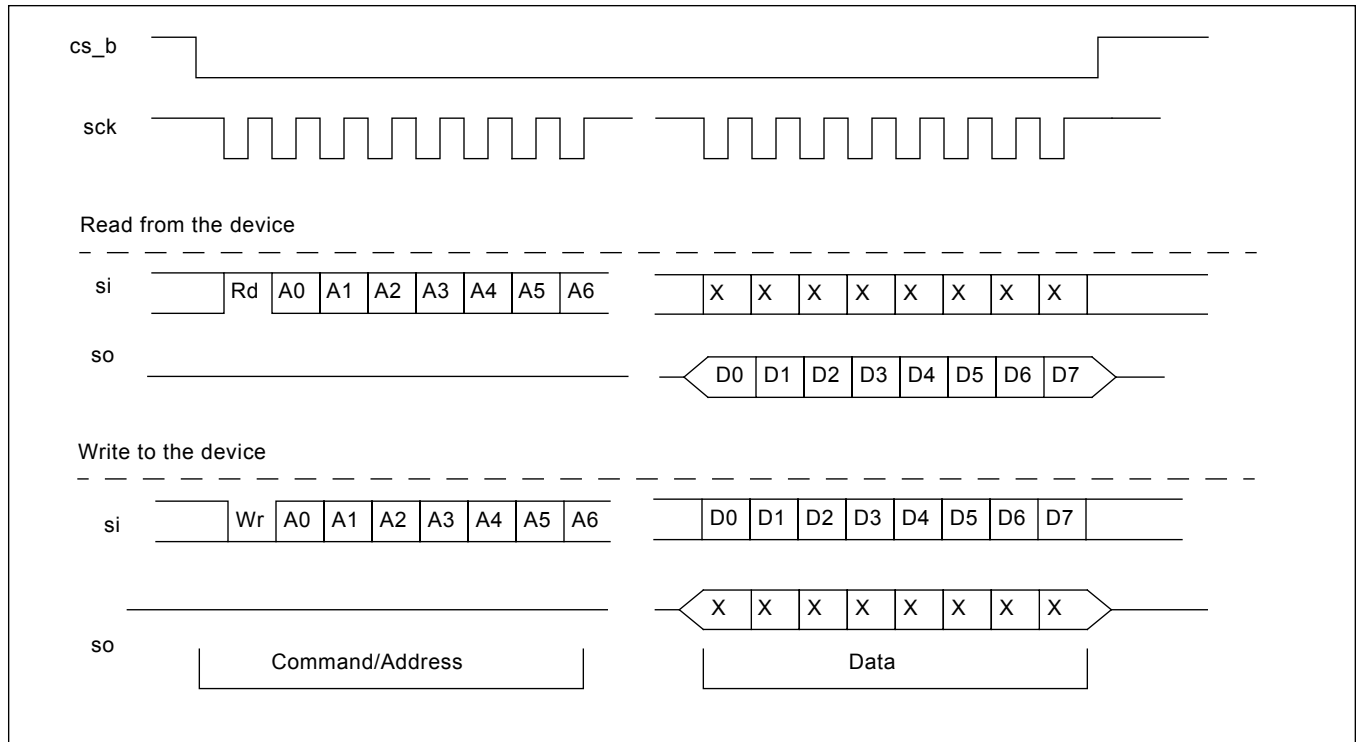 cs_b
sck
Read from the device
si Rd A0 A1 A2 A3 A4 A5 A6 X X X X X X X X
so D0 D1 D2 D3 D4 D5 D6 D7
Write to the device
si Wr A0 A1 A2 A3 A4 A5 A6 D0 D1 D2 D3 D4 D5 D6 D7
X X X X X X X X
so
Command/Address Data